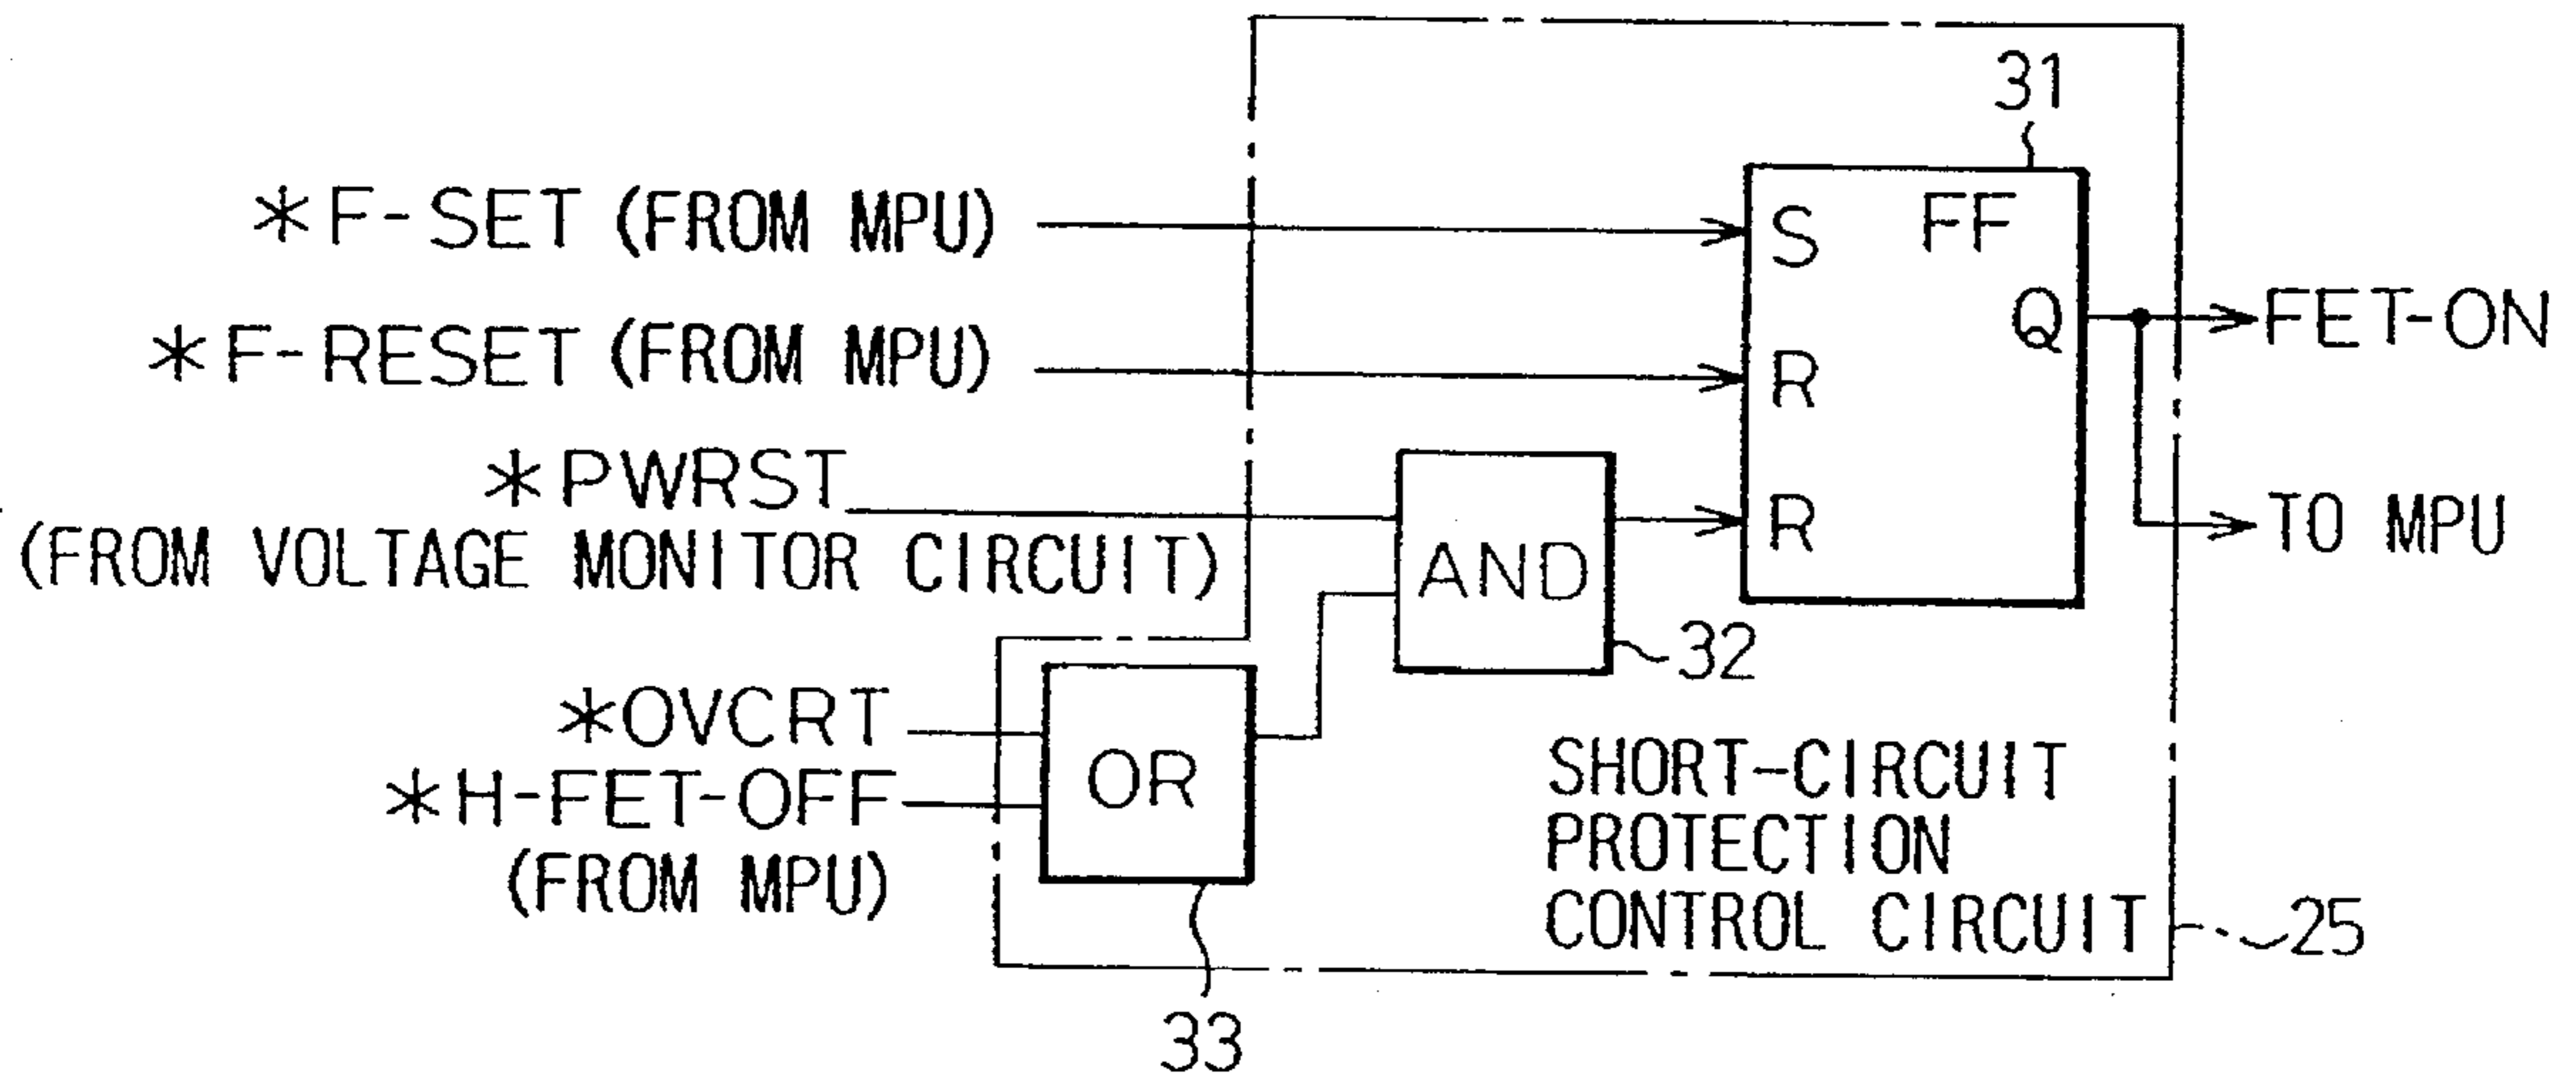 31
*F-SET (FROM MPU)
S FF
Q
FET-ON
*F-RESET (FROM MPU)
R
*PWRST
(FROM VOLTAGE MONITOR CIRCUIT)
AND
R
TO MPU
32
*OVCRT
*H-FET-OFF
(FROM MPU)
OR
33
SHORT-CIRCUIT
PROTECTION
CONTROL CIRCUIT
25